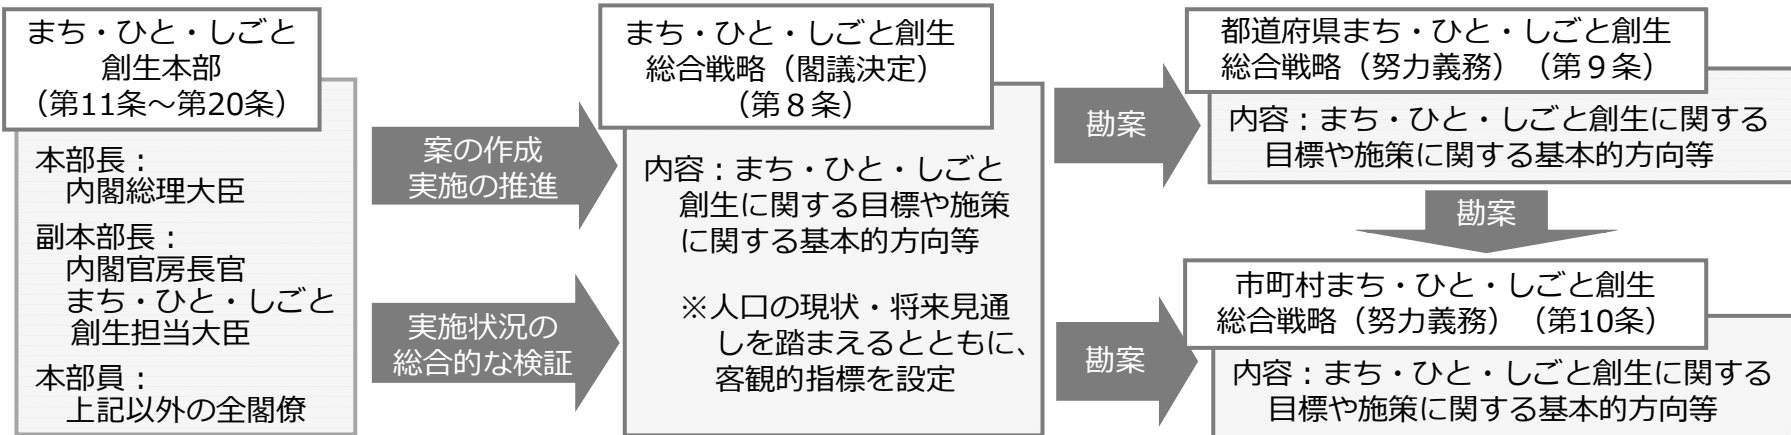 まち・ひと・しごと
創生本部
（第11条～第20条）
本部長：
内閣総理大臣
副本部長：
内閣官房長官
まち・ひと・しごと
創生担当大臣
本部員：
上記以外の全閣僚
案の作成
実施の推進
実施状況の
総合的な検証
まち・ひと・しごと創生
総合戦略（閣議決定）
（第８条）
内容：まち・ひと・しごと
創生に関する目標や施策
に関する基本的方向等
※人口の現状・将来見通
しを踏まえるとともに、
客観的指標を設定
勘案
勘案
都道府県まち・ひと・しごと創生
総合戦略（努力義務）（第９条）
内容：まち・ひと・しごと創生に関する
目標や施策に関する基本的方向等
勘案
市町村まち・ひと・しごと創生
総合戦略（努力義務）（第10条）
内容：まち・ひと・しごと創生に関する
目標や施策に関する基本的方向等